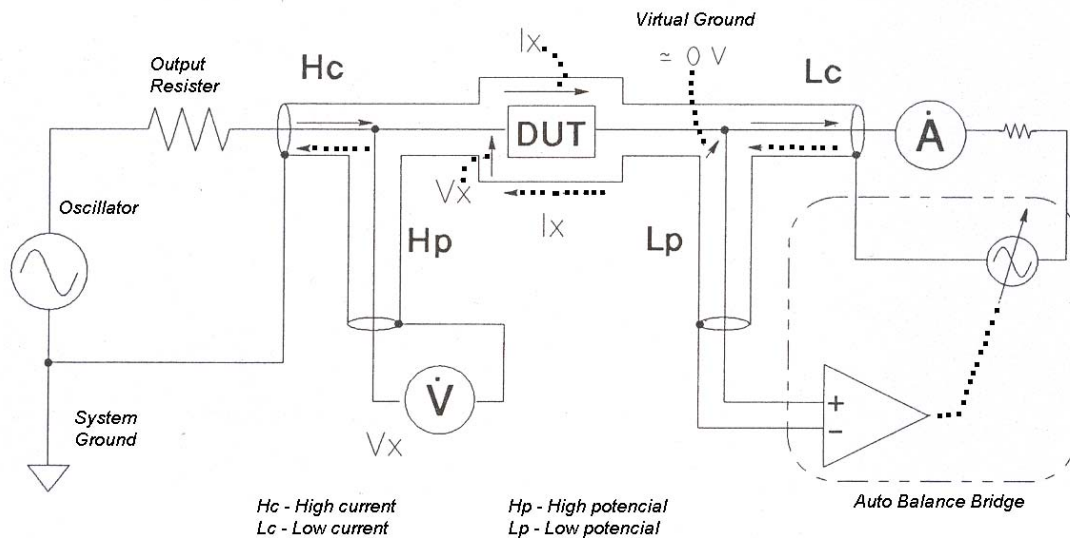 Virtual Ground
Ix
≃ 0 V
Output
Resister
Hc
Lc
DUT
Ȧ
Vx
Oscillator
Ix
Hp
Lp
V̇
+
−
System
Ground
Vx
Hc - High current
Lc - Low current
Hp - High potencial
Lp - Low potencial
Auto Balance Bridge